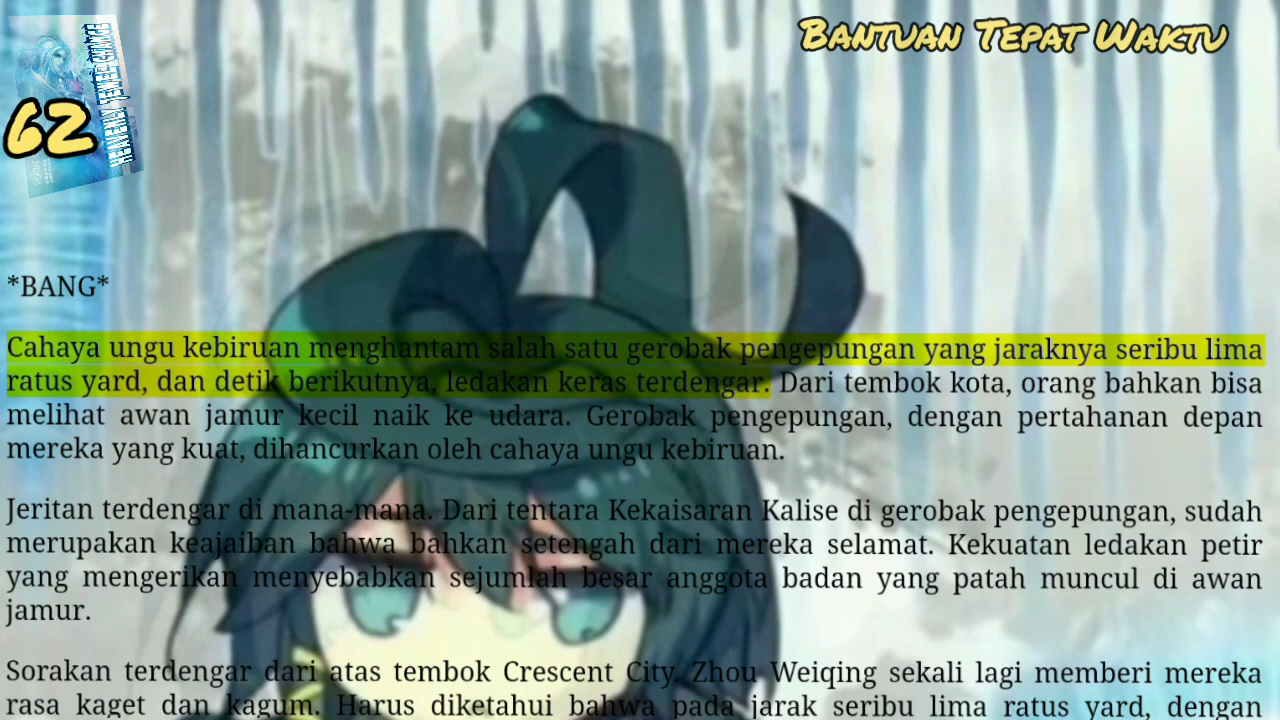 Bantuan Tepat Waktu
HEAVENLY JEWEL CHANGE
62
*BANG*
Cahaya ungu kebiruan menghantam salah satu gerobak pengepungan yang jaraknya seribu lima
ratus yard, dan detik berikutnya, ledakan keras terdengar. Dari tembok kota, orang bahkan bisa
melihat awan jamur kecil naik ke udara. Gerobak pengepungan, dengan pertahanan depan
mereka yang kuat, dihancurkan oleh cahaya ungu kebiruan.
Jeritan terdengar di mana-mana. Dari tentara Kekaisaran Kalise di gerobak pengepungan, sudah
merupakan keajaiban bahwa bahkan setengah dari mereka selamat. Kekuatan ledakan petir
yang mengerikan menyebabkan sejumlah besar anggota badan yang patah muncul di awan
jamur.
Sorakan terdengar dari atas tembok Crescent City. Zhou Weiqing sekali lagi memberi mereka
rasa kaget dan kagum. Harus diketahui bahwa pada jarak seribu lima ratus yard, dengan